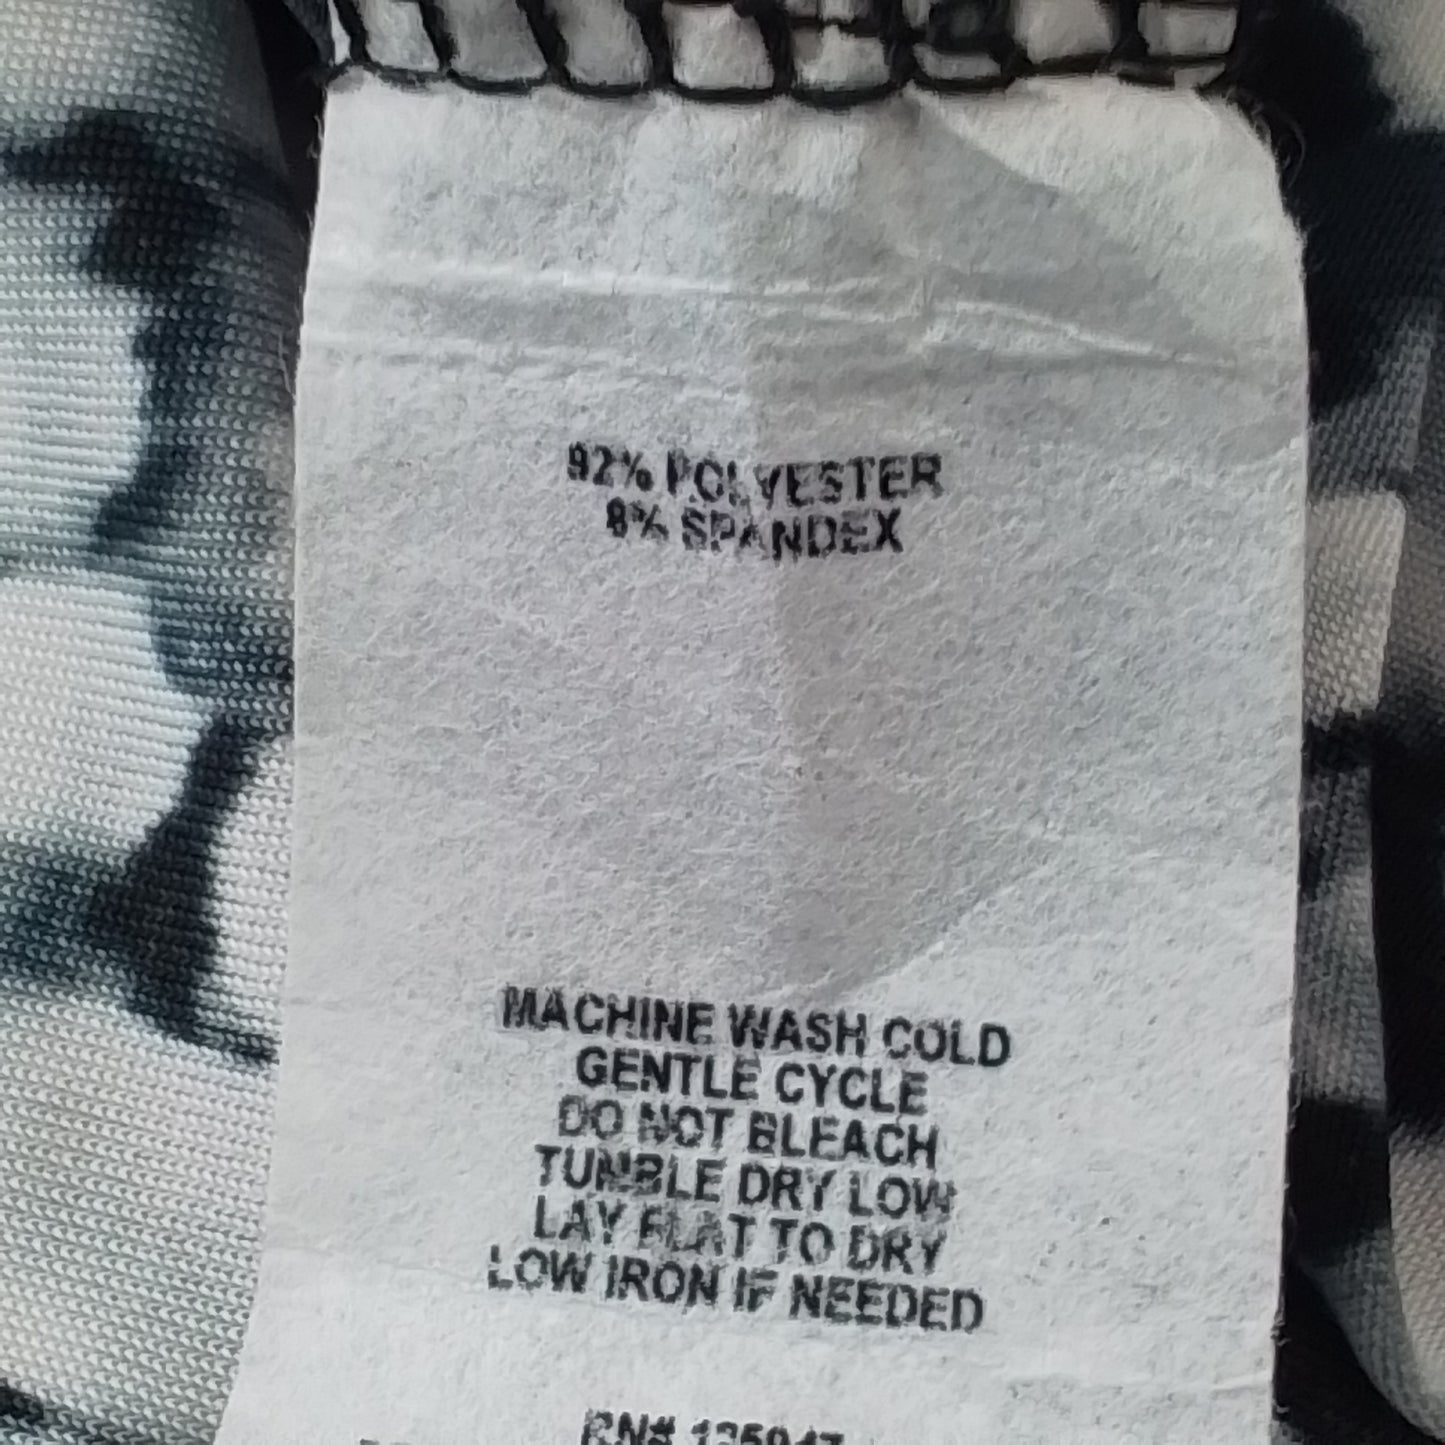 92% POLYESTER
8% SPANDEX
MACHINE WASH COLD
GENTLE CYCLE
DO NOT BLEACH
TUMBLE DRY LOW
LAY FLAT TO DRY
LOW IRON IF NEEDED
RN#